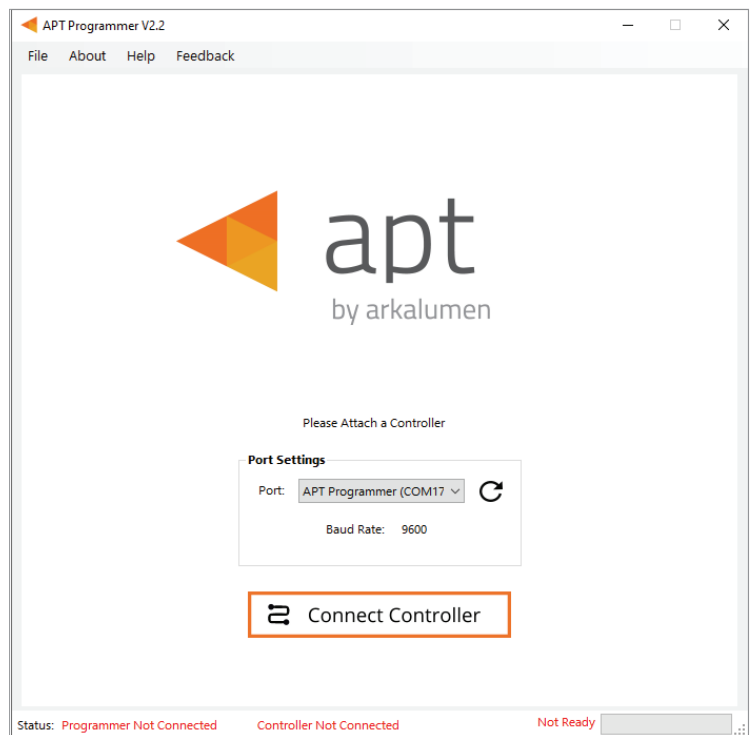 APT Programmer V2.2
File About Help Feedback
apt
by arkalumen
Please Attach a Controller
Port Settings
Port: APT Programmer (COM17
Baud Rate: 9600
Connect Controller
Status: Programmer Not Connected Controller Not Connected Not Ready